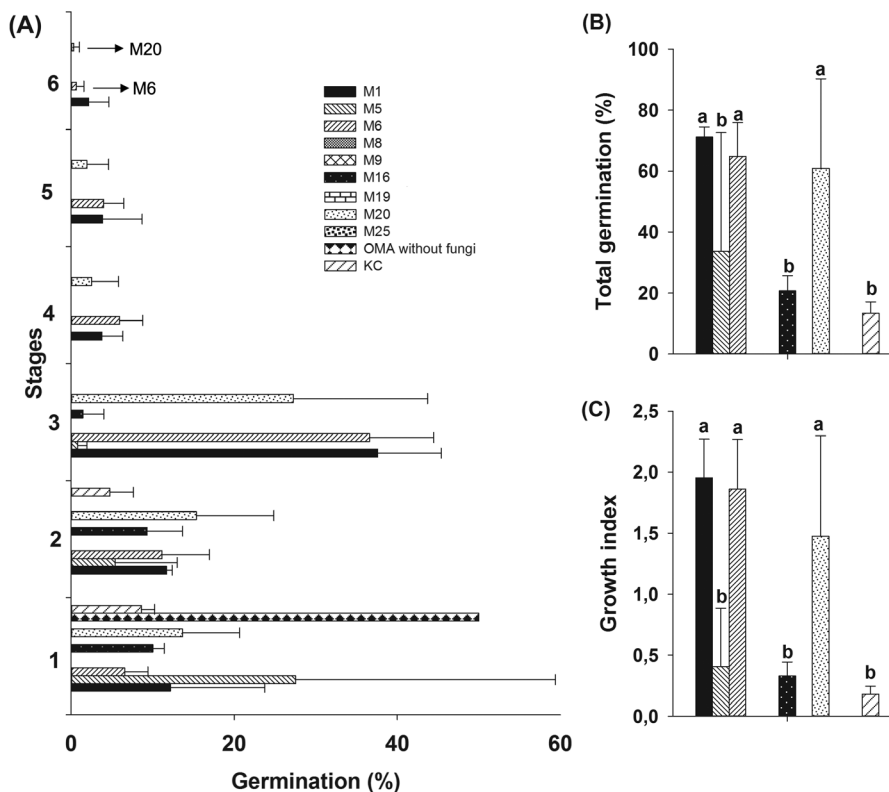 (A)
Stages
6
5
4
3
2
1
M20
M6
M1
M5
M6
M8
M9
M16
M19
M20
M25
OMA without fungi
KC
0
20
40
60
Germination (%)
(B)
Total germination (%)
100
80
60
40
20
0
a
b
a
b
a
b
(C)
Growth index
2,5
2,0
1,5
1,0
0,5
0,0
a
b
a
b
a
b